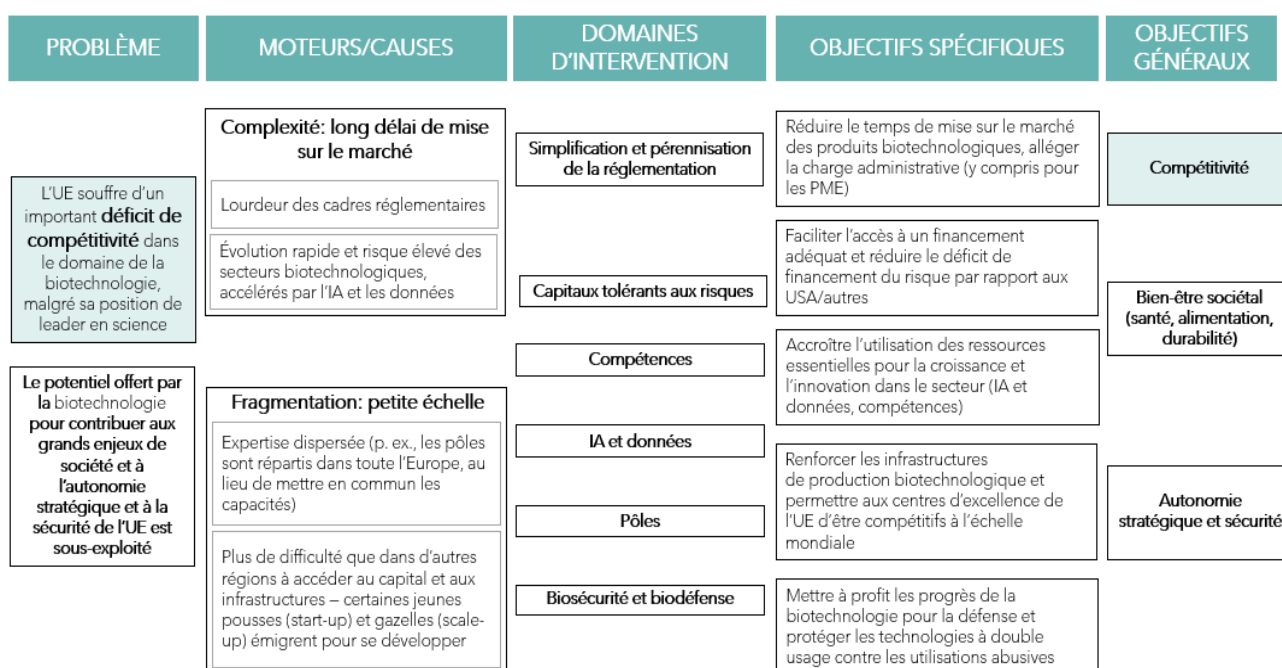 PROBLÈME
MOTEURS/CAUSES
DOMAINES
D'INTERVENTION
OBJECTIFS SPÉCIFIQUES
OBJECTIFS
GÉNÉRAUX
L'UE souffre d'un
important déficit de
compétitivité dans
le domaine de la
biotechnologie,
malgré sa position de
leader en science
Le potentiel offert par
la biotechnologie
pour contribuer aux
grands enjeux de
société et à
l'autonomie
stratégique et à la
sécurité de l'UE est
sous-exploité
Complexité: long délai de mise
sur le marché
Lourdeur des cadres réglementaires
Évolution rapide et risque élevé des
secteurs biotechnologiques,
accélérés par l'IA et les données
Fragmentation: petite échelle
Expertise dispersée (p. ex., les pôles
sont répartis dans toute l'Europe, au
lieu de mettre en commun les
capacités)
Plus de difficulté que dans d'autres
régions à accéder au capital et aux
infrastructures – certaines jeunes
pousses (start-up) et gazelles (scale-
up) émigrent pour se développer
Simplification et pérennisation
de la réglementation
Capitaux tolérants aux risques
Compétences
IA et données
Pôles
Biosécurité et biodéfense
Réduire le temps de mise sur le marché
des produits biotechnologiques, alléger
la charge administrative (y compris pour
les PME)
Faciliter l'accès à un financement
adéquat et réduire le déficit de
financement du risque par rapport aux
USA/autres
Accroître l'utilisation des ressources
essentielles pour la croissance et
l'innovation dans le secteur (IA et
données, compétences)
Renforcer les infrastructures
de production biotechnologique et
permettre aux centres d'excellence de
l'UE d'être compétitifs à l'échelle
mondiale
Mettre à profit les progrès de la
biotechnologie pour la défense et
protéger les technologies à double
usage contre les utilisations abusives
Compétitivité
Bien-être sociétal
(santé, alimentation,
durabilité)
Autonomie
stratégique et sécurité